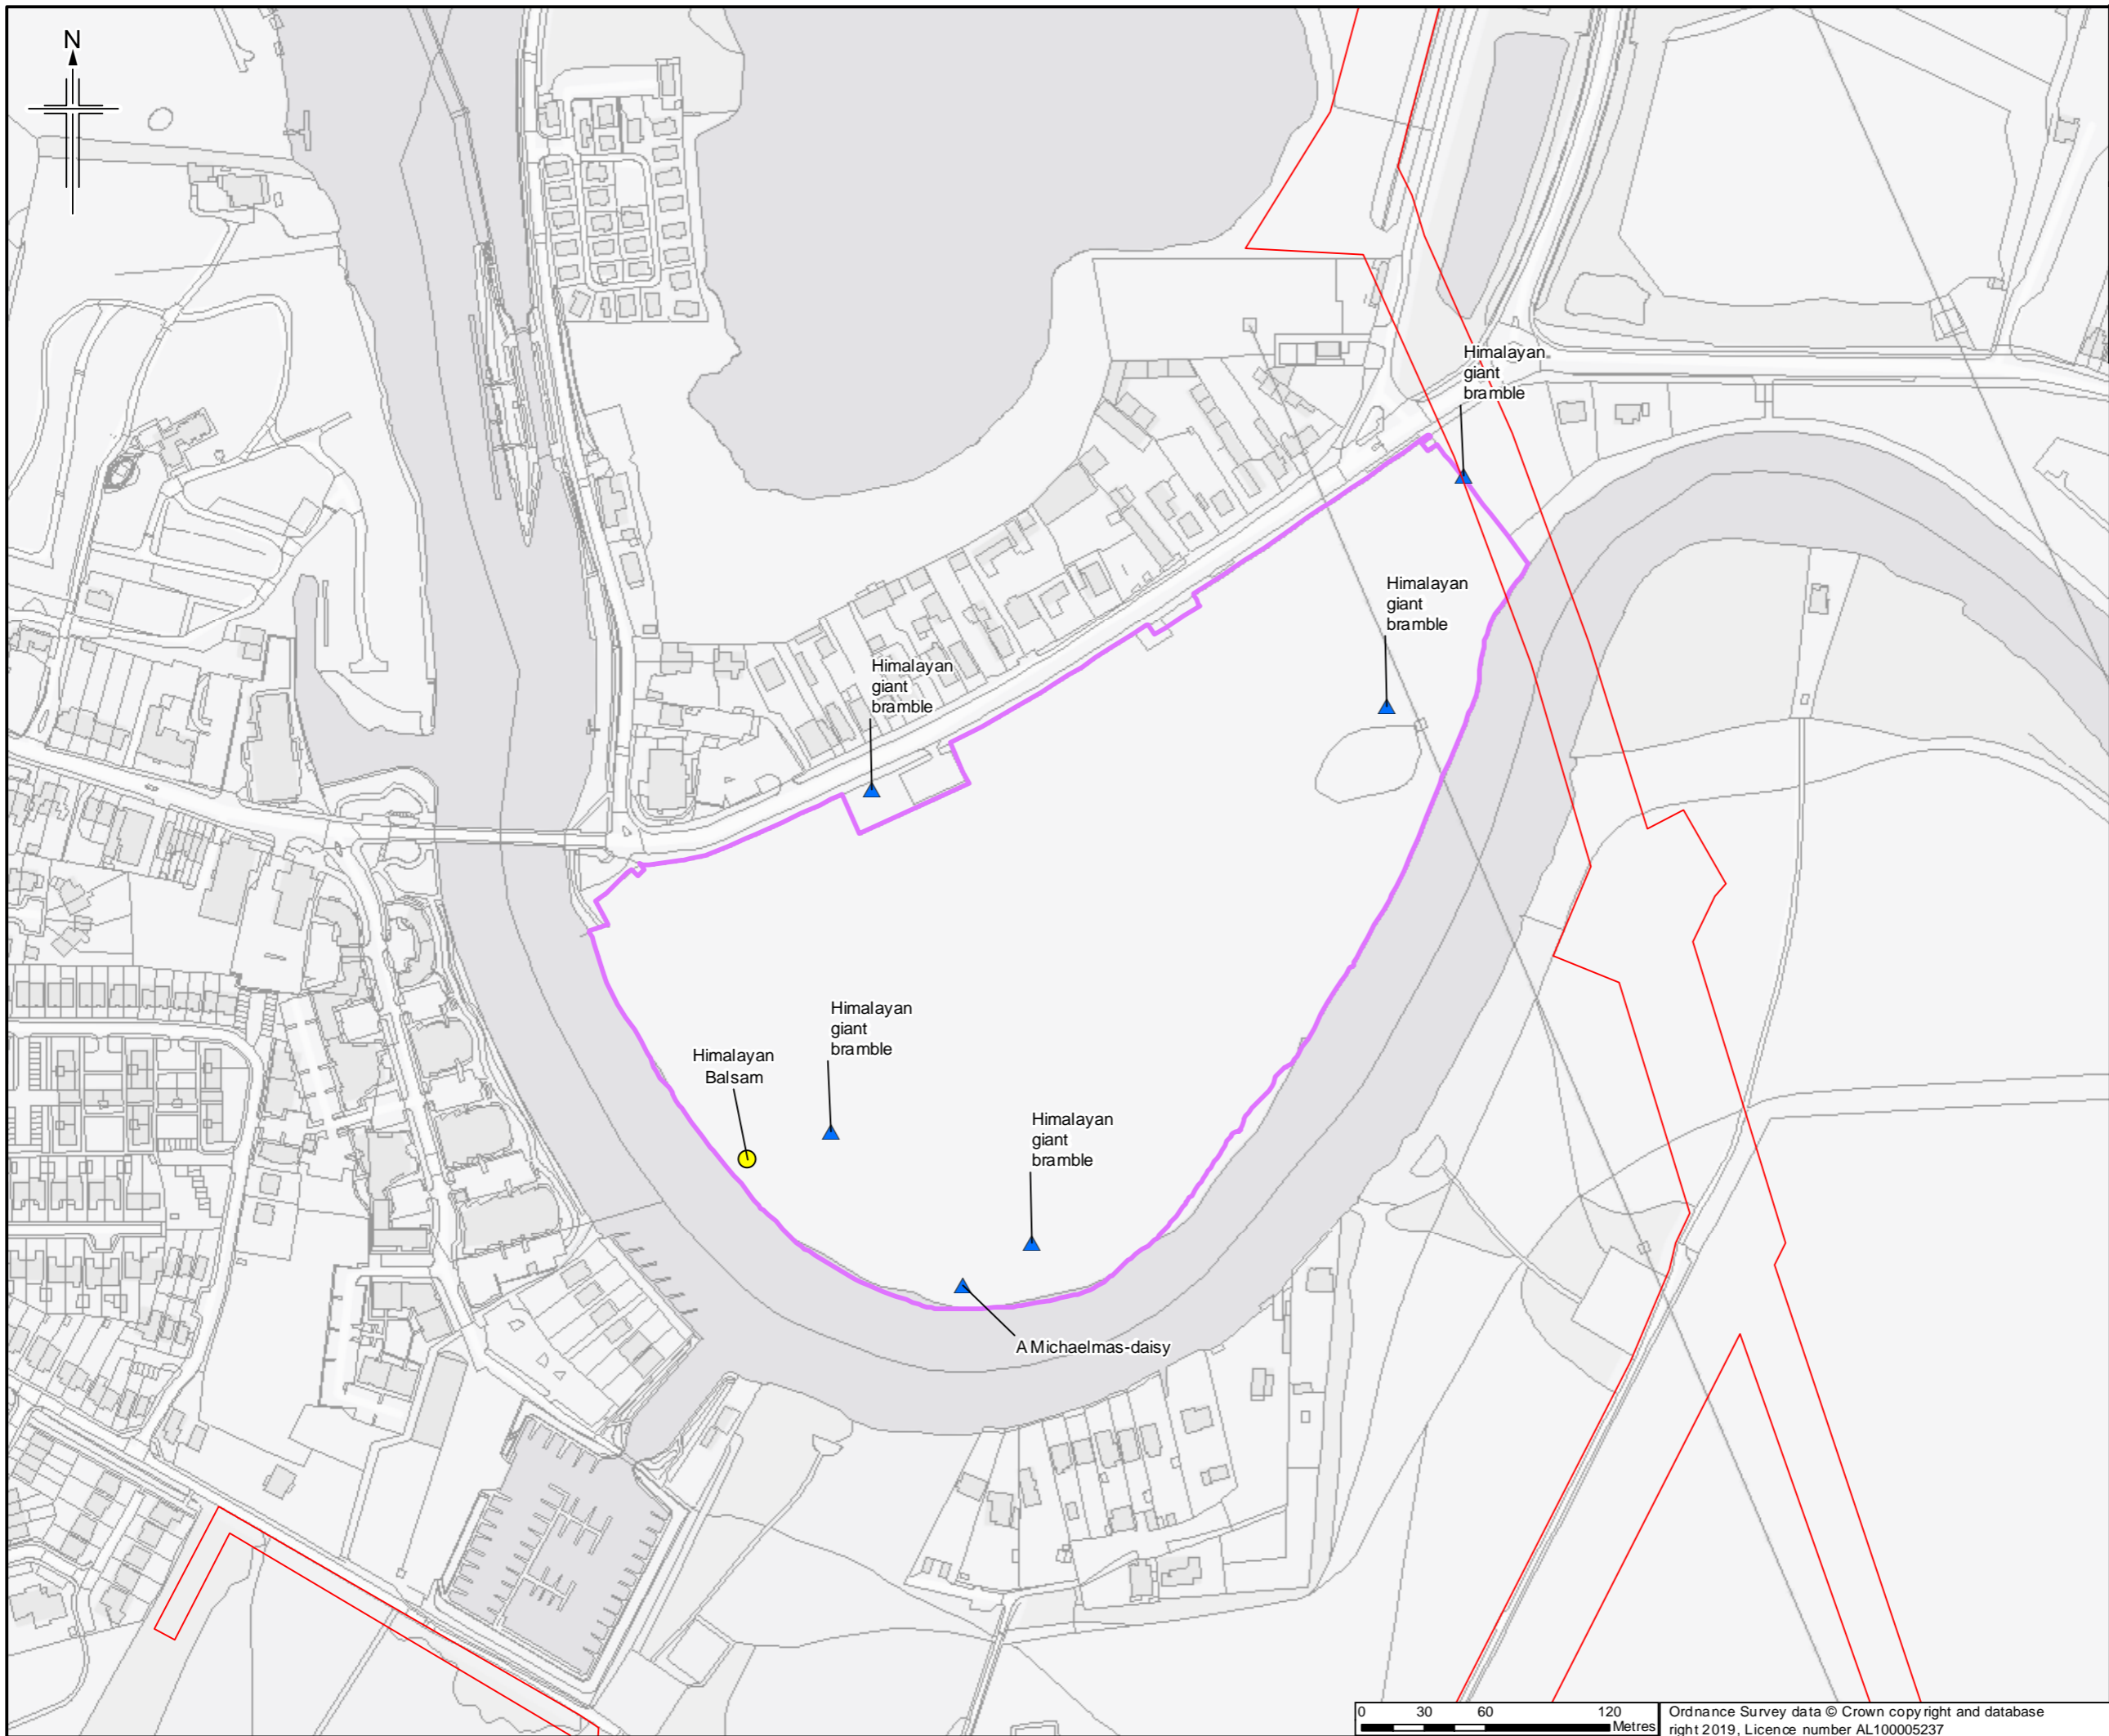 N
Himalayan
giant
bramble
Himalayan
giant
bramble
Himalayan
giant
bramble
Himalayan
giant
bramble
Himalayan
Balsam
Himalayan
giant
bramble
A Michaelmas-daisy
0 30 60 120
Metres
Ordnance Survey data © Crown copyright and database
right 2019, Licence number AL100005237